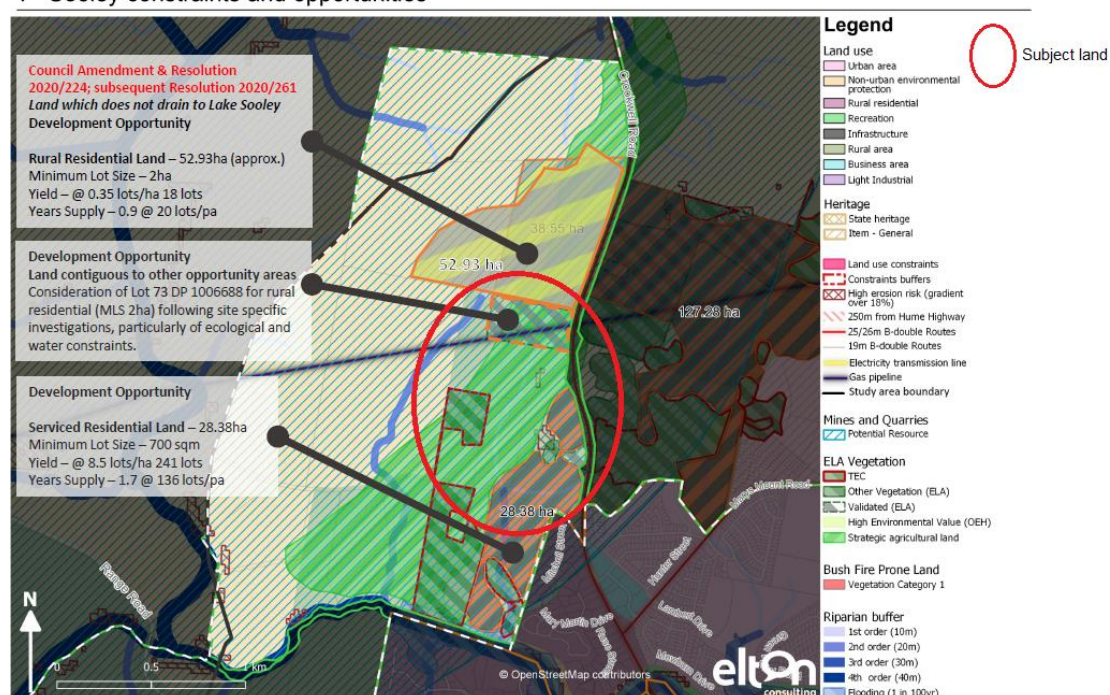 Legend
Subject land
Land use
Urban area
Non-urban environmental
protection
Rural residential
Recreation
Infrastructure
Rural area
Business area
Light Industrial
Heritage
State heritage
Item - General
Land use constraints
Constraints buffers
High erosion risk (gradient
over 18%)
250m from Hume Highway
25/26m B-double Routes
19m B-double Routes
Electricity transmission line
Gas pipeline
Study area boundary
Mines and Quarries
Potential Resource
ELA Vegetation
TEC
Other Vegetation (ELA)
Validated (ELA)
High Environmental Value (OEH)
Strategic agricultural land
Bush Fire Prone Land
Vegetation Category 1
Riparian buffer
1st order (10m)
2nd order (20m)
3rd order (30m)
4th order (40m)
Flooding (1 in 100yr)
Council Amendment & Resolution
2020/224; subsequent Resolution 2020/261
Land which does not drain to Lake Sooley
Development Opportunity
Rural Residential Land – 52.93ha (approx.)
Minimum Lot Size – 2ha
Yield – @ 0.35 lots/ha 18 lots
Years Supply – 0.9 @ 20 lots/pa
Development Opportunity
Land contiguous to other opportunity areas
Consideration of Lot 73 DP 1006688 for rural
residential (MLS 2ha) following site specific
investigations, particularly of ecological and
water constraints.
Development Opportunity
Serviced Residential Land – 28.38ha
Minimum Lot Size – 700 sqm
Yield – @ 8.5 lots/ha 241 lots
Years Supply – 1.7 @ 136 lots/pa
Crookwell Road
38.55 ha
52.93 ha
127.28 ha
28.38 ha
Marys Mount Road
Mitchell Street
Hunter Street
Lambert Drive
Mary Martin Drive
Mewburn Drive
Range Road
N
0 0.5 1 km
© OpenStreetMap contributors
elton
consulting